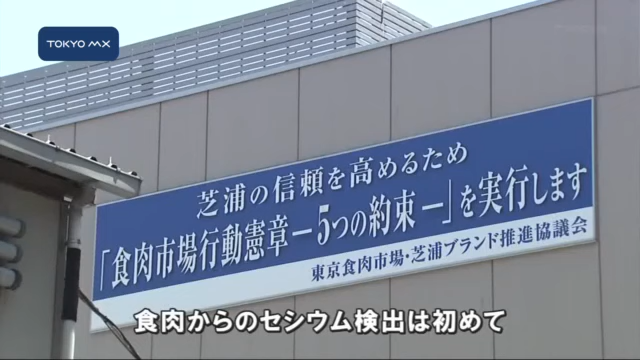 TOKYO MX
芝浦の信頼を高めるため
「食肉市場行動憲章－5つの約束－」を実行します
東京食肉市場・芝浦ブランド推進協議会
食肉からのセシウム検出は初めて